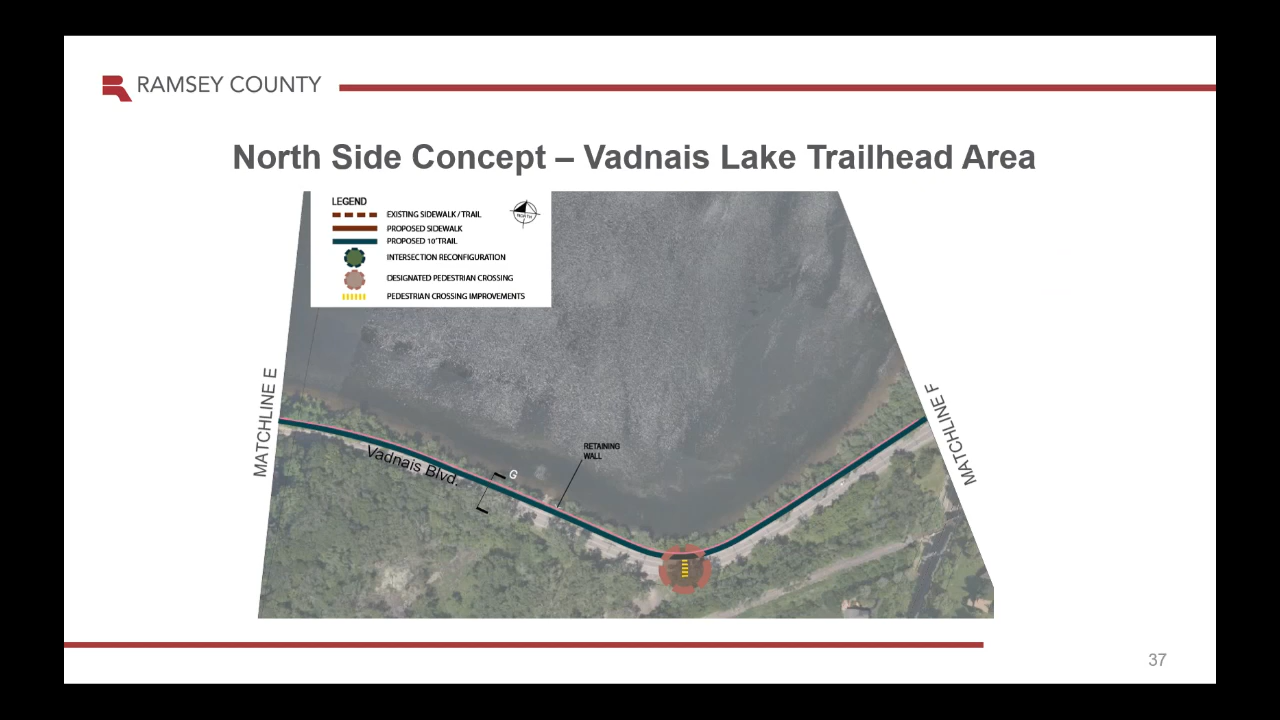 RAMSEY COUNTY
North Side Concept – Vadnais Lake Trailhead Area
LEGEND
EXISTING SIDEWALK / TRAIL
PROPOSED SIDEWALK
PROPOSED 10' TRAIL
INTERSECTION RECONFIGURATION
DESIGNATED PEDESTRIAN CROSSING
PEDESTRIAN CROSSING IMPROVEMENTS
NORTH
MATCHLINE E
MATCHLINE F
Vadnais Blvd.
G
RETAINING
WALL
37